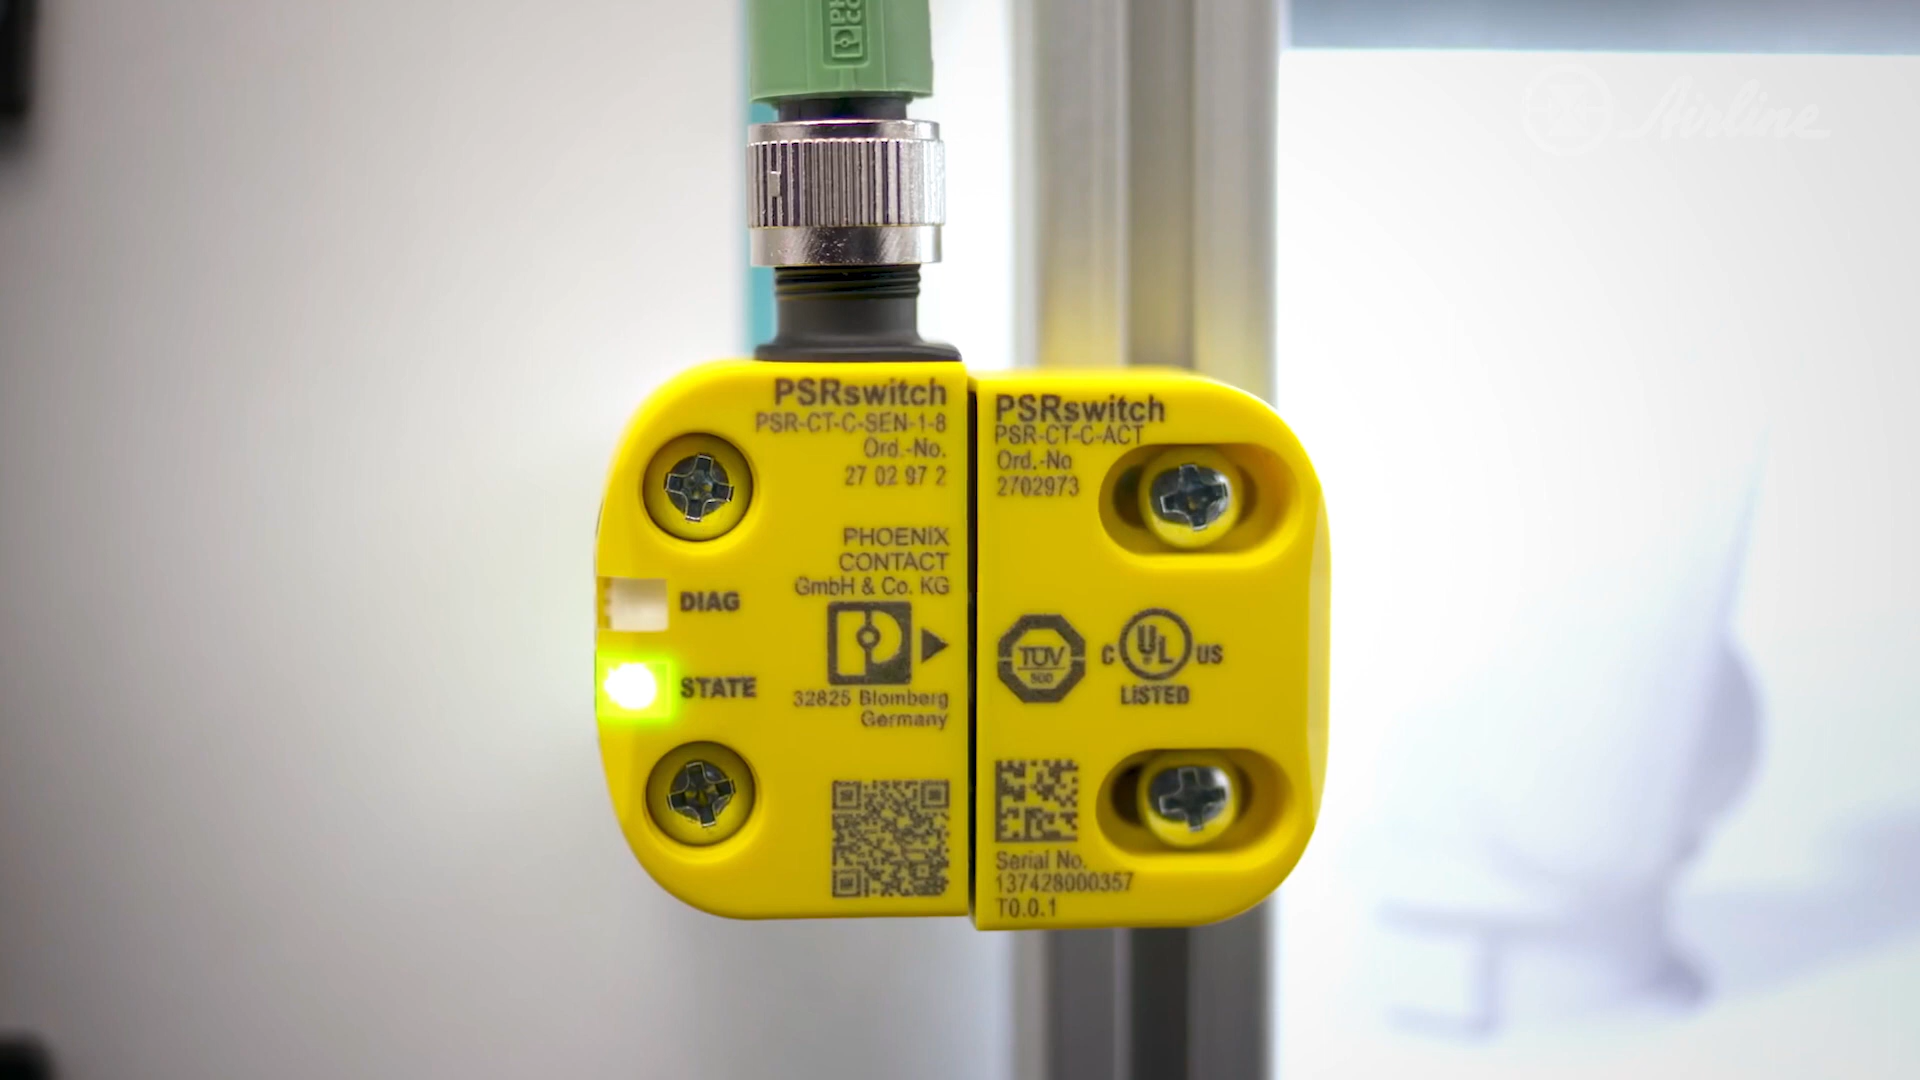 Airline
PSRswitch
PSR-CT-C-SEN-1-8
Ord.-No.
27 02 97 2
PHOENIX
CONTACT
GmbH & Co. KG
DIAG
STATE
32825 Blomberg
Germany
PSRswitch
PSR-CT-C-ACT
Ord.-No
2702973
TÜV
C UL US
LISTED
Serial No.
137428000357
T0.0.1